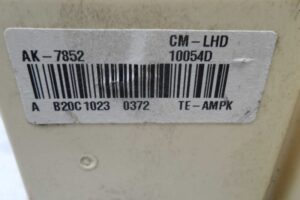 CM-LHD
AK-7852 10054D
A B20C1023 0372 TE-AMPK